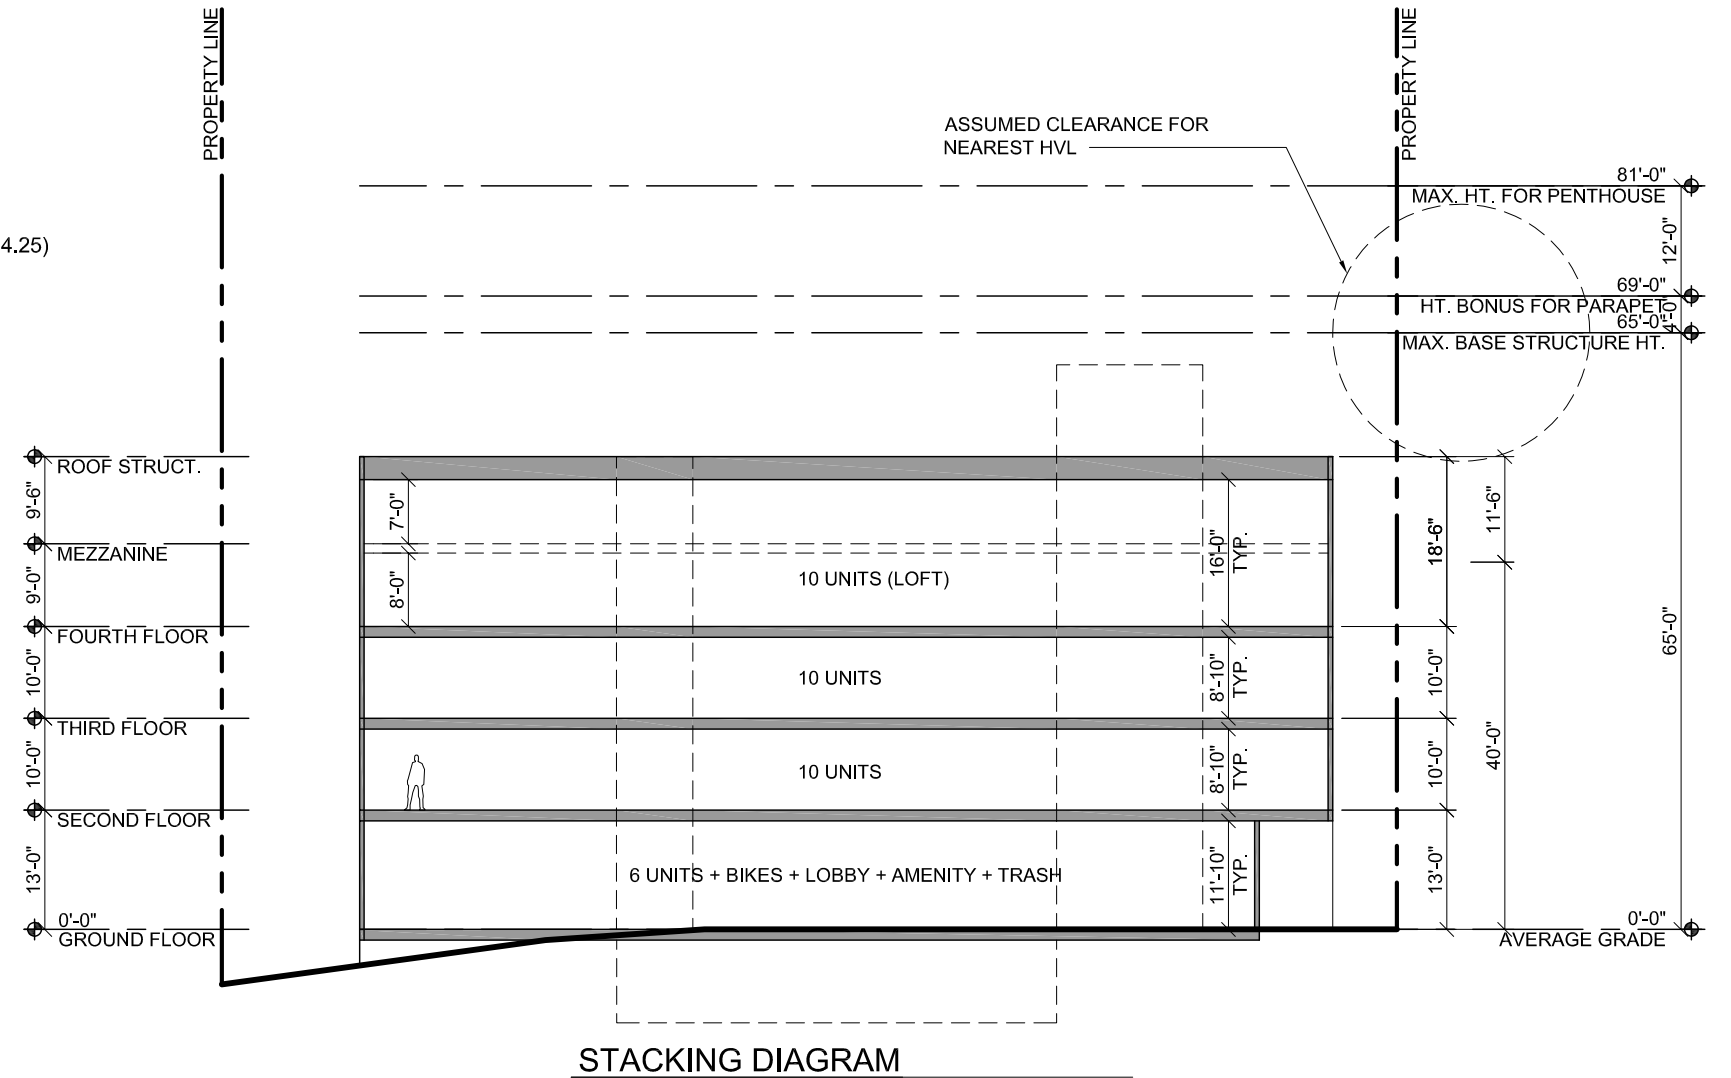 PROPERTY LINE
PROPERTY LINE
ASSUMED CLEARANCE FOR
NEAREST HVL
81'-0"
MAX. HT. FOR PENTHOUSE
12'-0"
4.25)
69'-0"
HT. BONUS FOR PARAPET
4'-0"
65'-0"
MAX. BASE STRUCTURE HT.
ROOF STRUCT.
9'-6"
7'-0"
16'-0"
TYP.
18'-6"
11'-6"
MEZZANINE
9'-0"
8'-0"
10 UNITS (LOFT)
FOURTH FLOOR
65'-0"
10'-0"
10 UNITS
8'-10"
TYP.
10'-0"
THIRD FLOOR
40'-0"
10'-0"
10 UNITS
8'-10"
TYP.
10'-0"
SECOND FLOOR
13'-0"
6 UNITS + BIKES + LOBBY + AMENITY + TRASH
11'-10"
TYP.
13'-0"
0'-0"
GROUND FLOOR
0'-0"
AVERAGE GRADE
STACKING DIAGRAM